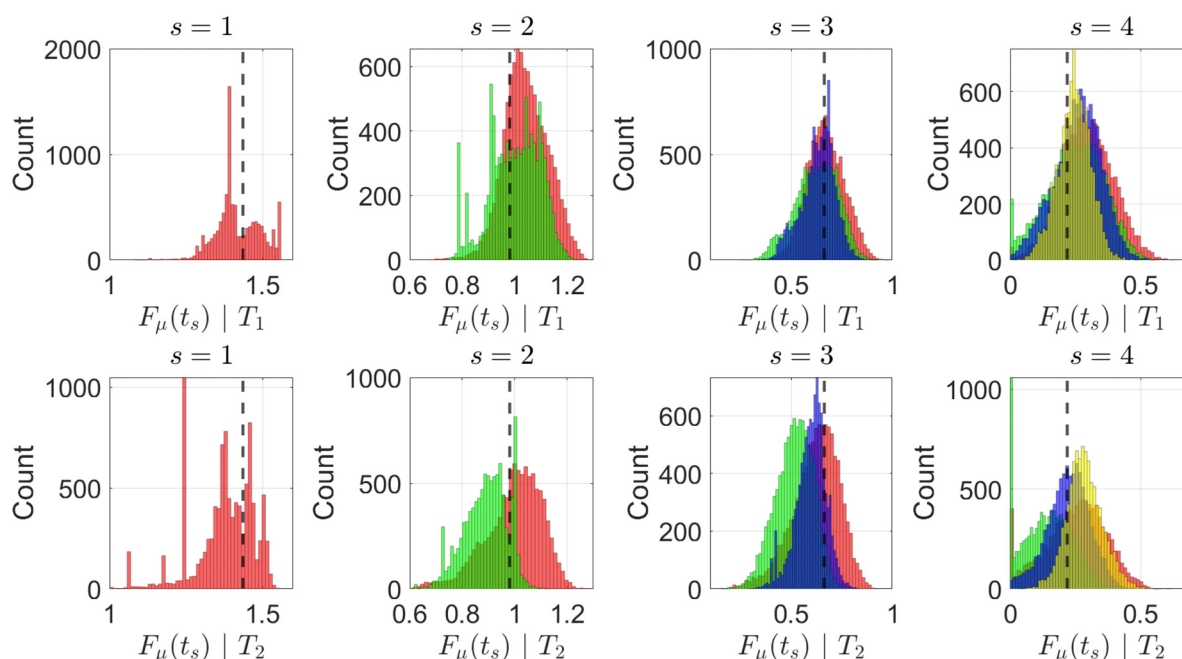 s = 1
s = 2
s = 3
s = 4
2000
1000
0
Count
1
1.5
F_μ(t_s) | T_1
600
400
200
0
Count
0.6
0.8
1
1.2
F_μ(t_s) | T_1
1000
500
0
Count
0.5
1
F_μ(t_s) | T_1
600
400
200
0
Count
0
0.5
F_μ(t_s) | T_1
s = 1
s = 2
s = 3
s = 4
1000
500
0
Count
1
1.5
F_μ(t_s) | T_2
1000
500
0
Count
0.6
0.8
1
1.2
F_μ(t_s) | T_2
600
400
200
0
Count
0.5
1
F_μ(t_s) | T_2
1000
500
0
Count
0
0.5
F_μ(t_s) | T_2